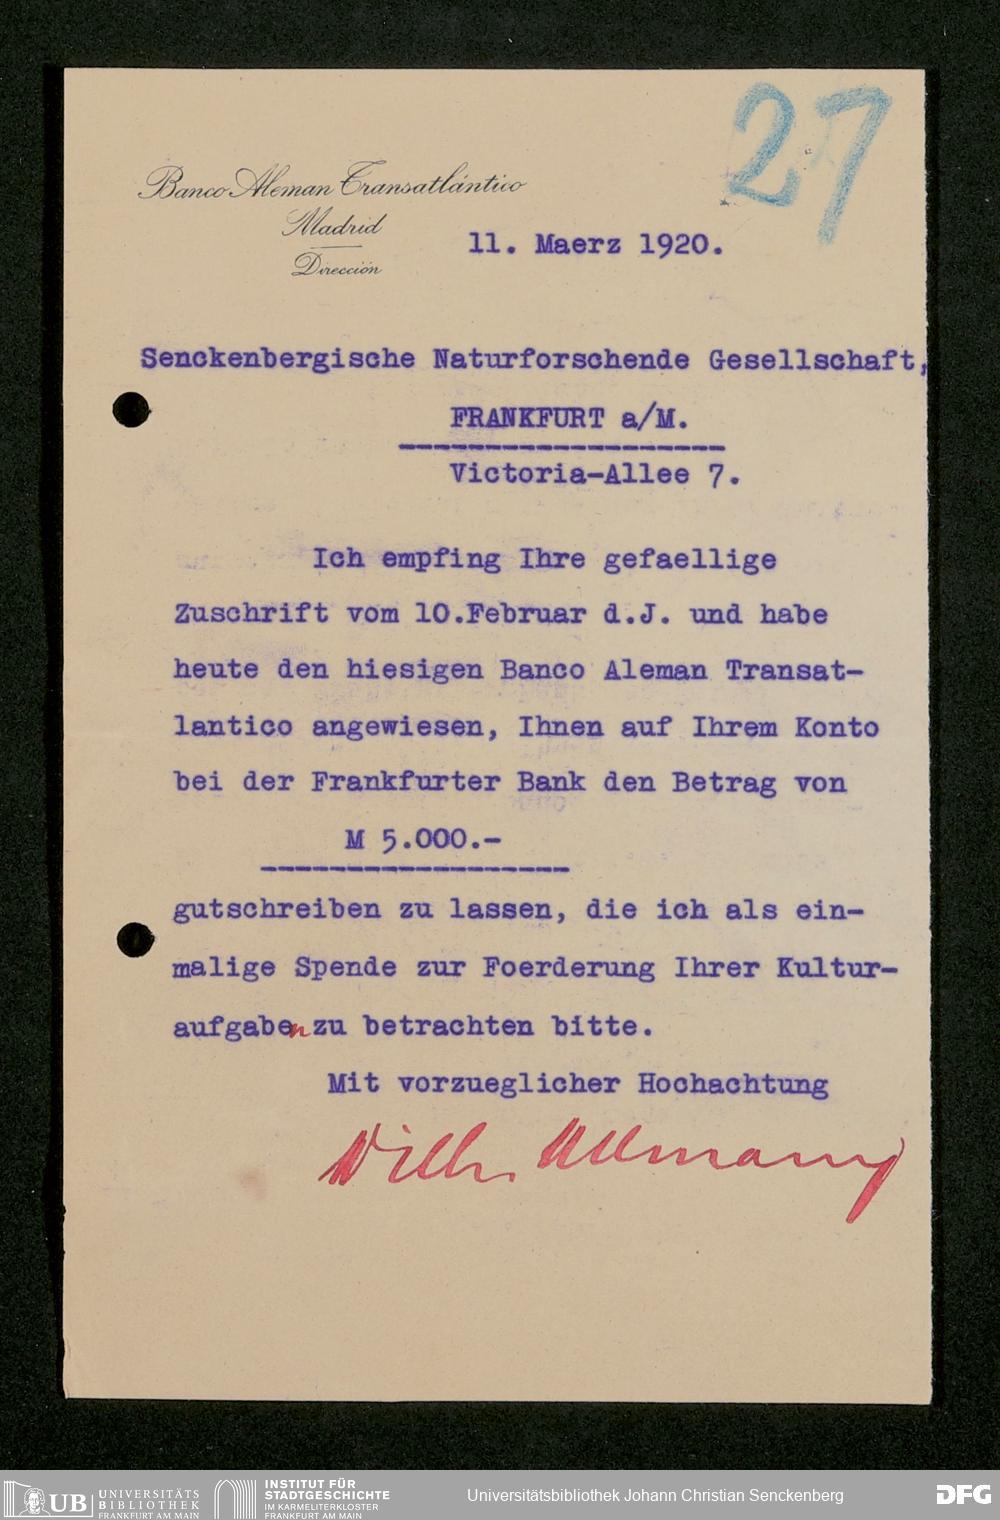 27
Banco Aleman Transatlántico
Madrid
Dirección
11. Maerz 1920.
Senckenbergische Naturforschende Gesellschaft,
FRANKFURT a/M.
Victoria-Allee 7.
Ich empfing Ihre gefaellige
Zuschrift vom 10.Februar d.J. und habe
heute den hiesigen Banco Aleman Transat-
lantico angewiesen, Ihnen auf Ihrem Konto
bei der Frankfurter Bank den Betrag von
M 5.000.-
gutschreiben zu lassen, die ich als ein-
malige Spende zur Foerderung Ihrer Kultur-
aufgaben zu betrachten bitte.
Mit vorzueglicher Hochachtung
Wilh. Ullmann
UB UNIVERSITÄTS
BIBLIOTHEK
FRANKFURT AM MAIN
INSTITUT FÜR
STADTGESCHICHTE
IM KARMELITERKLOSTER
FRANKFURT AM MAIN
Universitätsbibliothek Johann Christian Senckenberg
DFG